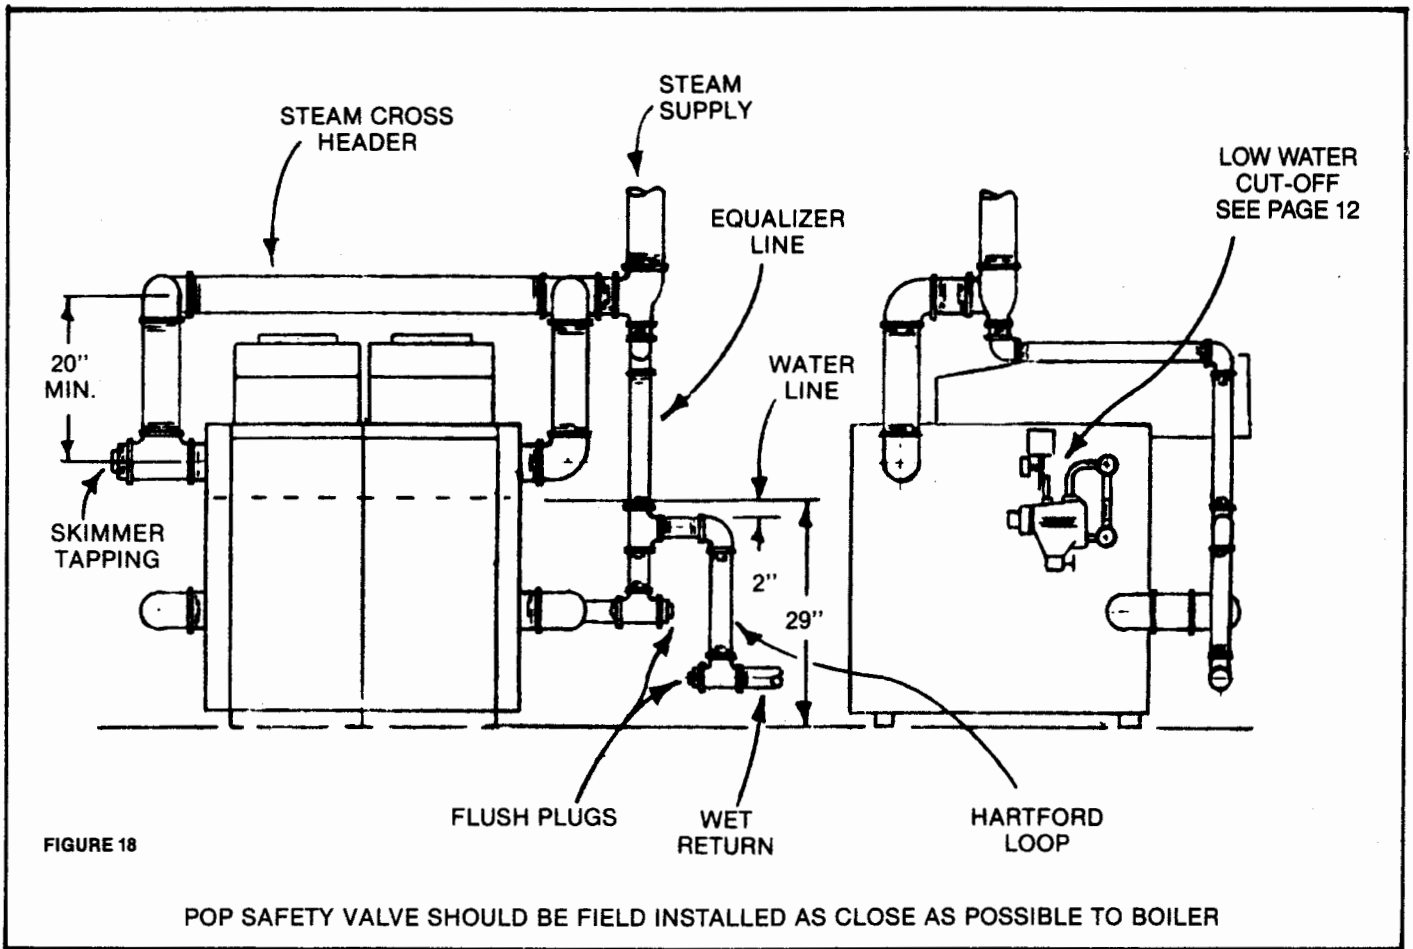 STEAM
SUPPLY
STEAM CROSS
HEADER
LOW WATER
CUT-OFF
SEE PAGE 12
EQUALIZER
LINE
20"
MIN.
WATER
LINE
SKIMMER
TAPPING
2"
29"
FLUSH PLUGS
WET
RETURN
HARTFORD
LOOP
FIGURE 18
POP SAFETY VALVE SHOULD BE FIELD INSTALLED AS CLOSE AS POSSIBLE TO BOILER